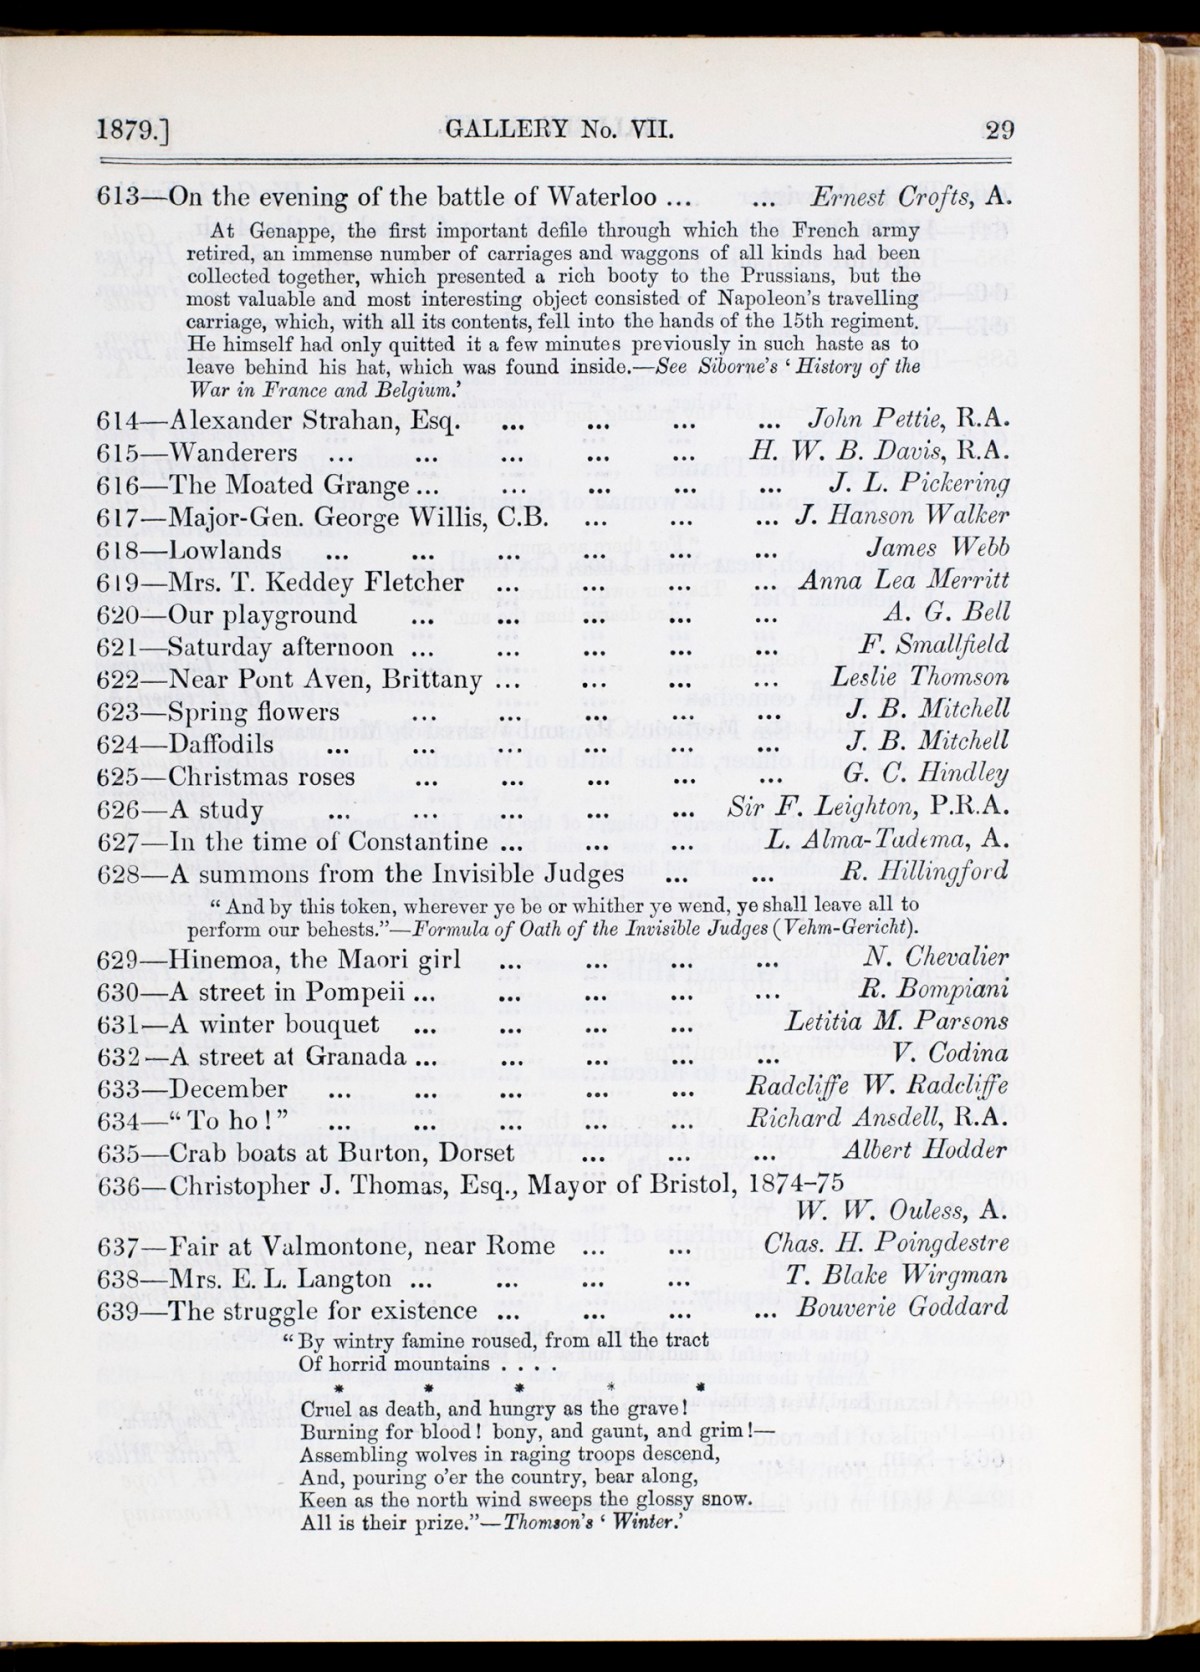 1879.] GALLERY No. VII. 29
613—On the evening of the battle of Waterloo ... ... Ernest Crofts, A.
At Genappe, the first important defile through which the French army
retired, an immense number of carriages and waggons of all kinds had been
collected together, which presented a rich booty to the Prussians, but the
most valuable and most interesting object consisted of Napoleon's travelling
carriage, which, with all its contents, fell into the hands of the 15th regiment.
He himself had only quitted it a few minutes previously in such haste as to
leave behind his hat, which was found inside.—See Siborne's ‘ History of the
War in France and Belgium.’
614—Alexander Strahan, Esq. ... ... ... ... John Pettie, R.A.
615—Wanderers ... ... ... ... ... H. W. B. Davis, R.A.
616—The Moated Grange ... ... ... ... ... J. L. Pickering
617—Major-Gen. George Willis, C.B. ... ... ... J. Hanson Walker
618—Lowlands ... ... ... ... ... ... James Webb
619—Mrs. T. Keddey Fletcher ... ... ... ... Anna Lea Merritt
620—Our playground ... ... ... ... ... A. G. Bell
621—Saturday afternoon ... ... ... ... ... F. Smallfield
622—Near Pont Aven, Brittany ... ... ... ... Leslie Thomson
623—Spring flowers ... ... ... ... ... J. B. Mitchell
624—Daffodils ... ... ... ... ... ... J. B. Mitchell
625—Christmas roses ... ... ... ... ... G. C. Hindley
626—A study ... ... ... ... ... Sir F. Leighton, P.R.A.
627—In the time of Constantine ... ... ... L. Alma-Tadema, A.
628—A summons from the Invisible Judges ... ... R. Hillingford
“ And by this token, wherever ye be or whither ye wend, ye shall leave all to
perform our behests.”—Formula of Oath of the Invisible Judges (Vehm-Gericht).
629—Hinemoa, the Maori girl ... ... ... ... N. Chevalier
630—A street in Pompeii ... ... ... ... ... R. Bompiani
631—A winter bouquet ... ... ... ... Letitia M. Parsons
632—A street at Granada ... ... ... ... ... V. Codina
633—December ... ... ... ... ... Radcliffe W. Radcliffe
634—“ To ho ! ” ... ... ... ... ... Richard Ansdell, R.A.
635—Crab boats at Burton, Dorset ... ... ... Albert Hodder
636—Christopher J. Thomas, Esq., Mayor of Bristol, 1874-75
W. W. Ouless, A.
637—Fair at Valmontone, near Rome ... ... Chas. H. Poingdestre
638—Mrs. E. L. Langton ... ... ... ... T. Blake Wirgman
639—The struggle for existence ... ... ... ... Bouverie Goddard
“ By wintry famine roused, from all the tract
Of horrid mountains . . . .
* * * * *
Cruel as death, and hungry as the grave !
Burning for blood ! bony, and gaunt, and grim !—
Assembling wolves in raging troops descend,
And, pouring o'er the country, bear along,
Keen as the north wind sweeps the glossy snow.
All is their prize.”—Thomson's ‘ Winter.’